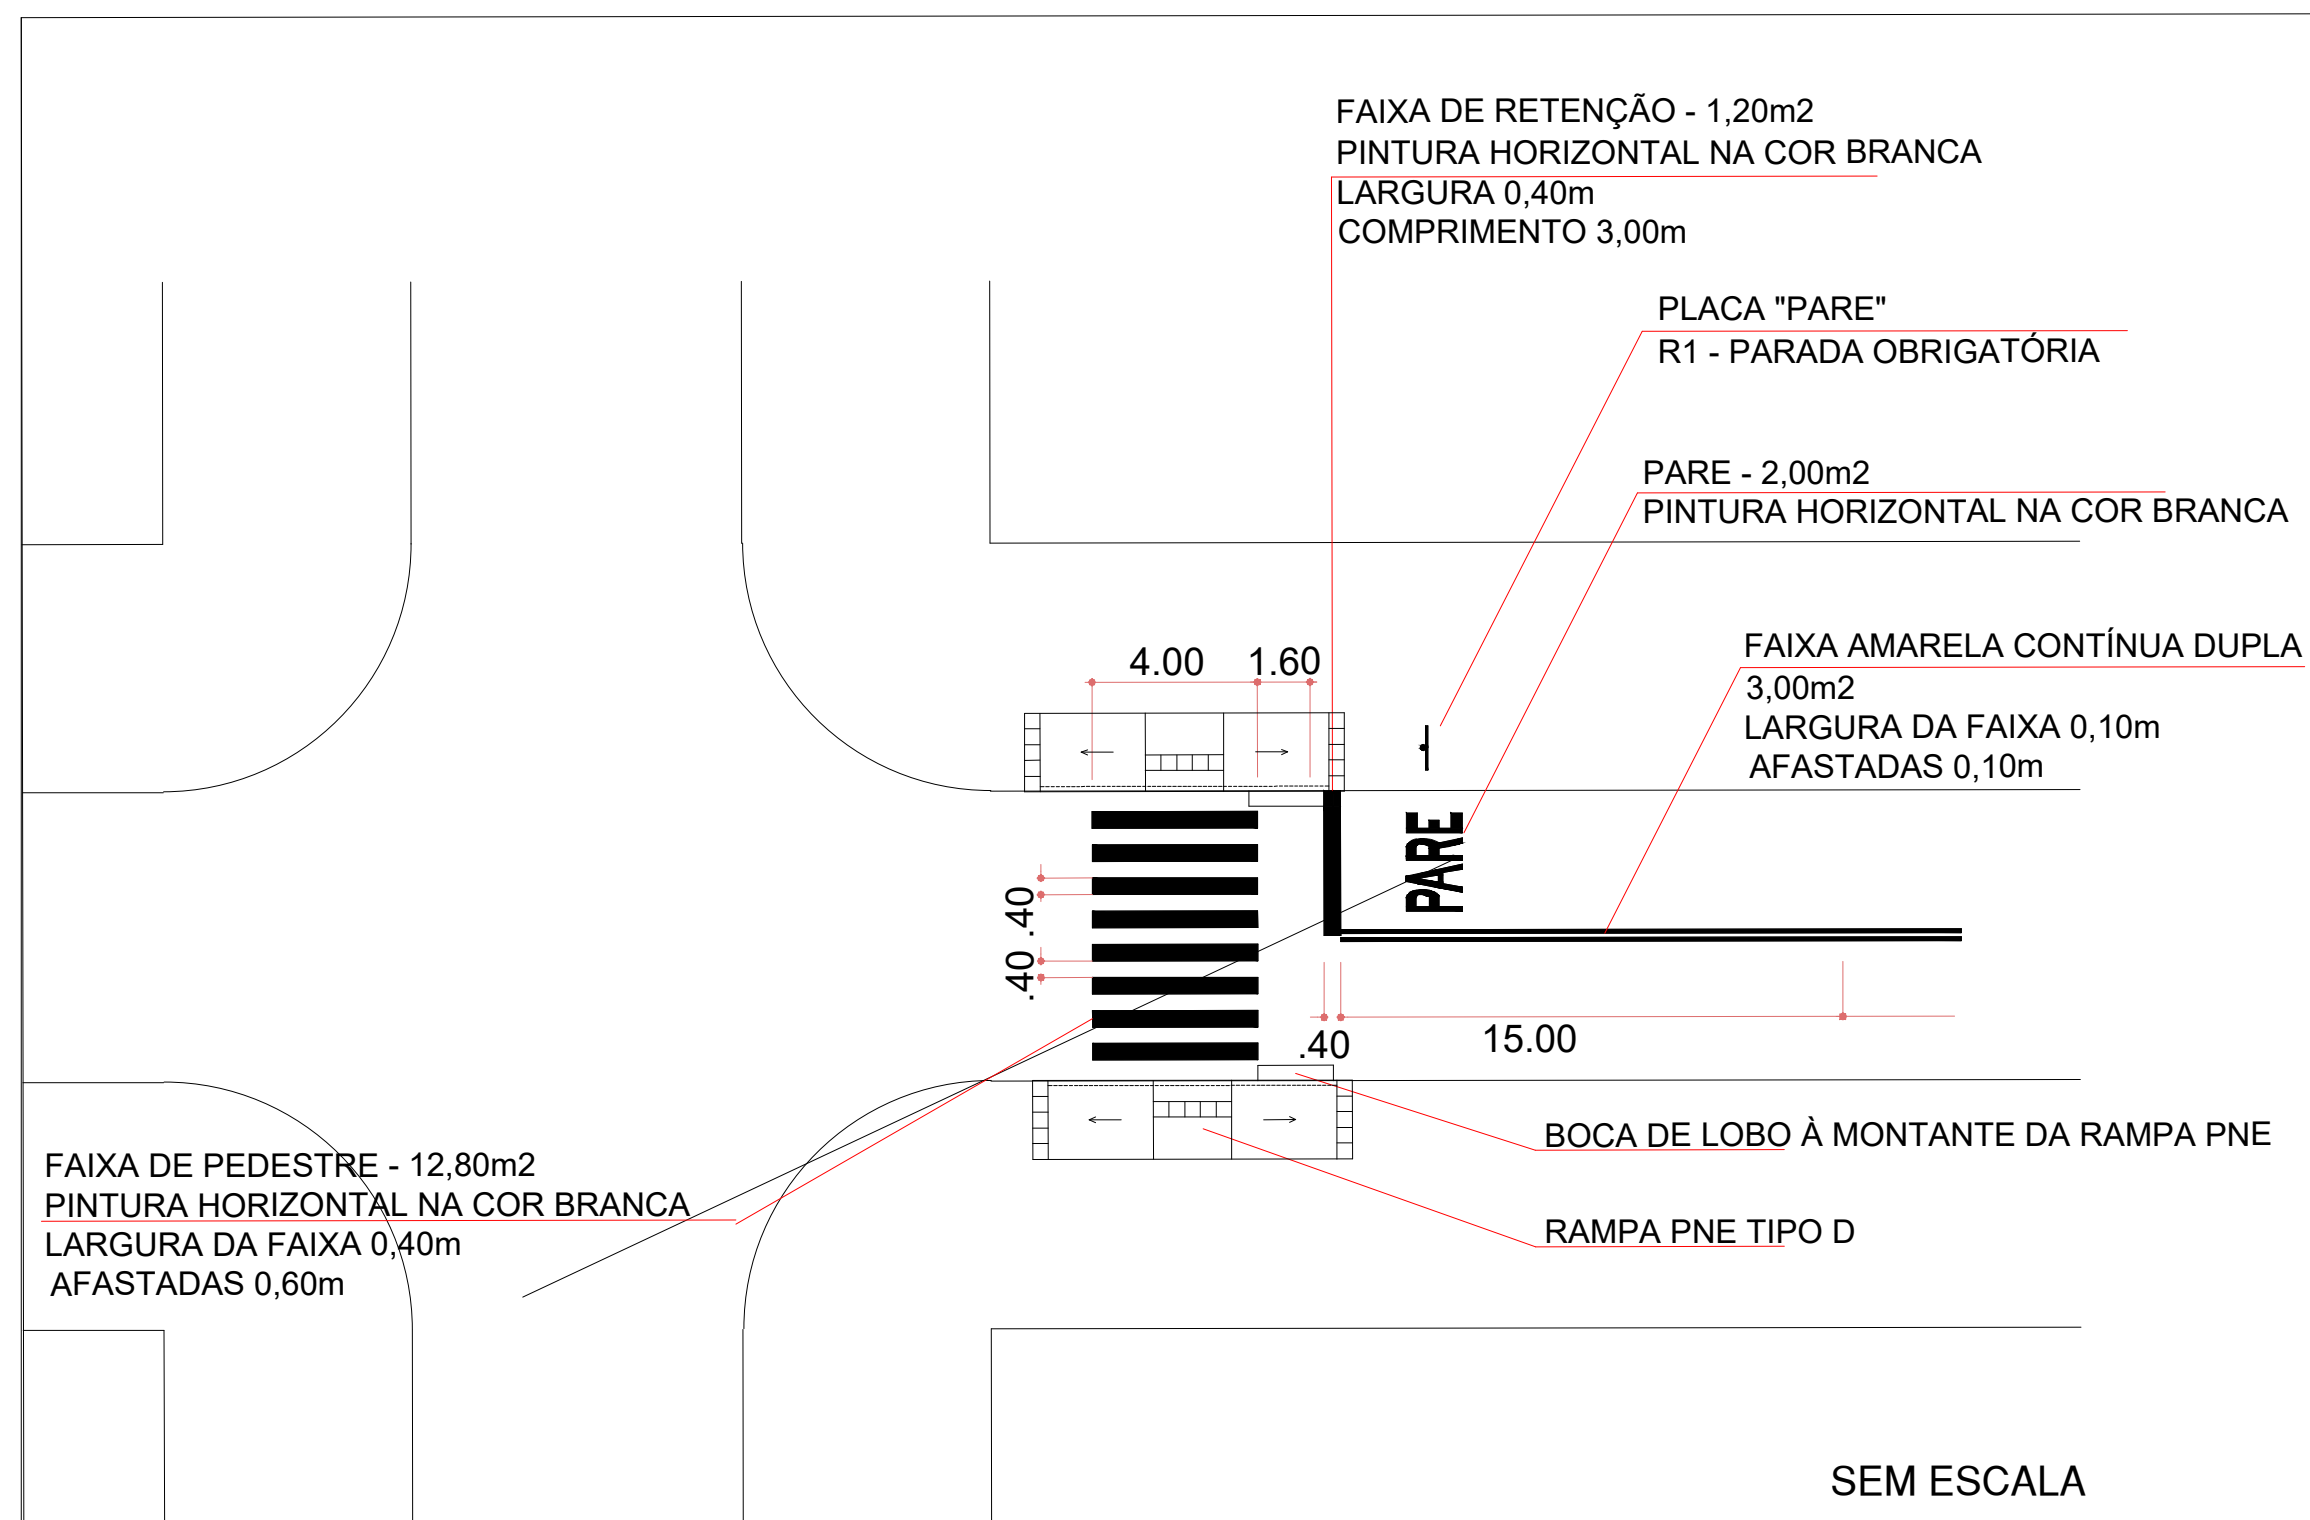 FAIXA DE RETENÇÃO - 1,20m2
PINTURA HORIZONTAL NA COR BRANCA
LARGURA 0,40m
COMPRIMENTO 3,00m
PLACA "PARE"
R1 - PARADA OBRIGATÓRIA
PARE - 2,00m2
PINTURA HORIZONTAL NA COR BRANCA
FAIXA AMARELA CONTÍNUA DUPLA
3,00m2
LARGURA DA FAIXA 0,10m
AFASTADAS 0,10m
4.00 1.60
PARE
.40
.40
.40
15.00
BOCA DE LOBO À MONTANTE DA RAMPA PNE
RAMPA PNE TIPO D
FAIXA DE PEDESTRE - 12,80m2
PINTURA HORIZONTAL NA COR BRANCA
LARGURA DA FAIXA 0,40m
AFASTADAS 0,60m
SEM ESCALA